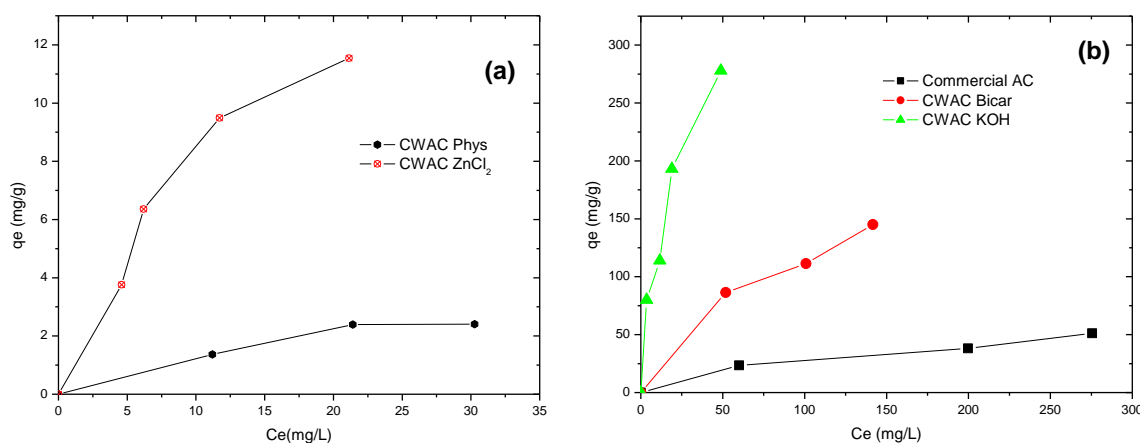 12
10
8
6
4
2
0
qe (mg/g)
(a)
CWAC Phys
CWAC ZnCl₂
0 5 10 15 20 25 30 35
Ce(mg/L)
300
250
200
150
100
50
0
qe (mg/g)
(b)
Commercial AC
CWAC Bicar
CWAC KOH
0 50 100 150 200 250 300
Ce (mg/L)